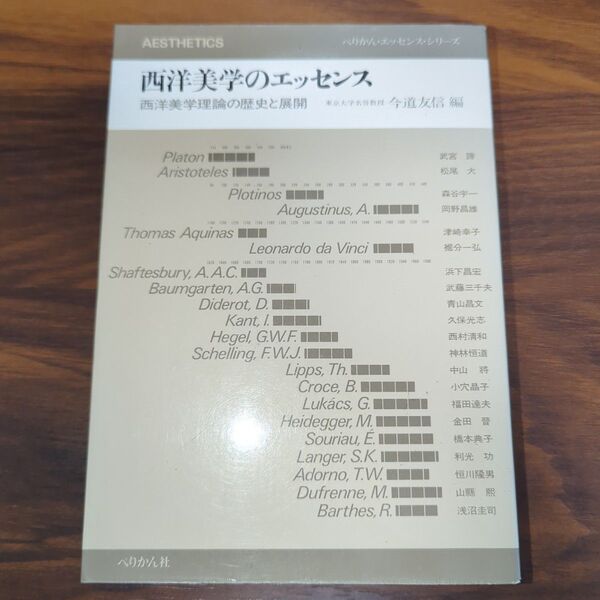 AESTHETICS ぺりかん・エッセンス・シリーズ
西洋美学のエッセンス
西洋美学理論の歴史と展開 東京大学名誉教授 今道友信 編
Platon 武宮 諦
Aristoteles 松尾 大
Plotinos 森谷宇一
Augustinus, A. 岡野昌雄
Thomas Aquinas 津崎幸子
Leonardo da Vinci 裾分一弘
Shaftesbury, A.A.C. 浜下昌宏
Baumgarten, A.G. 武藤三千夫
Diderot, D. 青山昌文
Kant, I. 久保光志
Hegel, G.W.F. 西村清和
Schelling, F.W.J. 神林恒道
Lipps, Th. 中山 將
Croce, B. 小穴晶子
Lukács, G. 福田達夫
Heidegger, M. 金田 晉
Souriau, É. 橋本典子
Langer, S.K. 利光 功
Adorno, T.W. 恒川隆男
Dufrenne, M. 山縣 熙
Barthes, R. 浅沼圭司
ぺりかん社